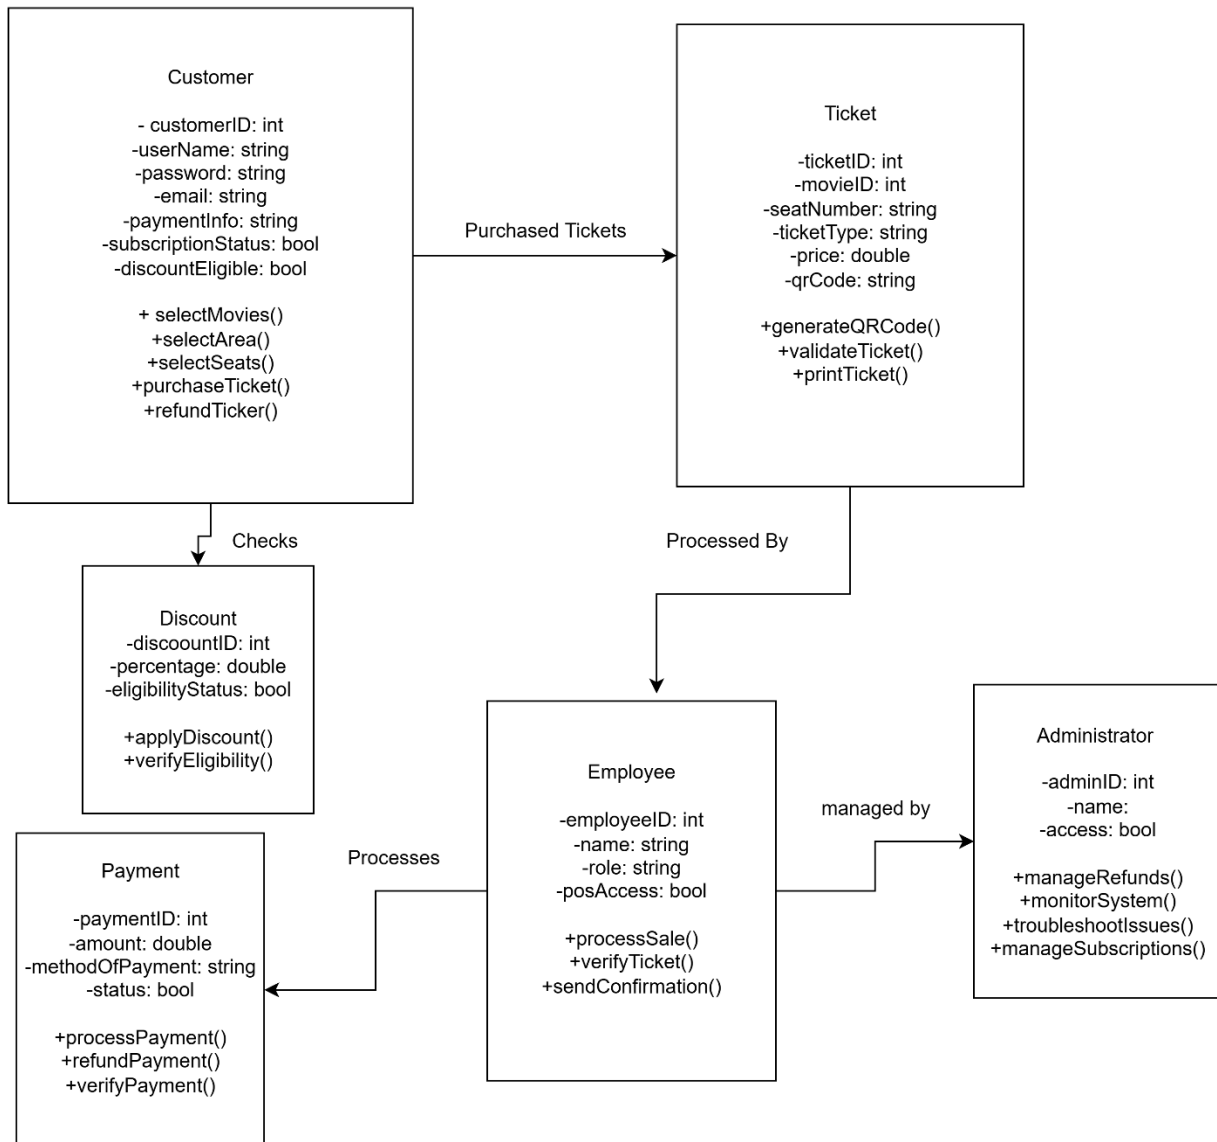 Customer
- customerID: int
-userName: string
-password: string
-email: string
-paymentInfo: string
-subscriptionStatus: bool
-discountEligible: bool
+ selectMovies()
+selectArea()
+selectSeats()
+purchaseTicket()
+refundTicker()
Purchased Tickets
Ticket
-ticketID: int
-movieID: int
-seatNumber: string
-ticketType: string
-price: double
-qrCode: string
+generateQRCode()
+validateTicket()
+printTicket()
Checks
Processed By
Discount
-discoountID: int
-percentage: double
-eligibilityStatus: bool
+applyDiscount()
+verifyEligibility()
Employee
-employeeID: int
-name: string
-role: string
-posAccess: bool
+processSale()
+verifyTicket()
+sendConfirmation()
managed by
Administrator
-adminID: int
-name:
-access: bool
+manageRefunds()
+monitorSystem()
+troubleshootIssues()
+manageSubscriptions()
Processes
Payment
-paymentID: int
-amount: double
-methodOfPayment: string
-status: bool
+processPayment()
+refundPayment()
+verifyPayment()